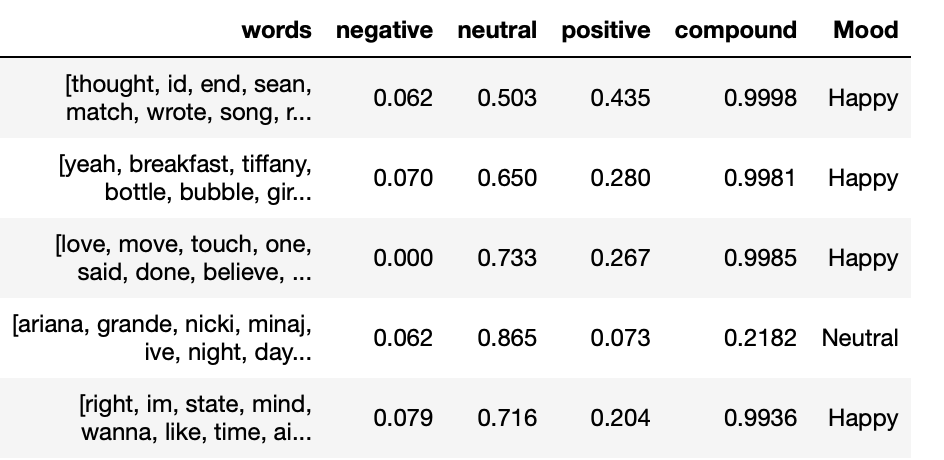 words negative neutral positive compound Mood
[thought, id, end, sean,
match, wrote, song, r... 0.062 0.503 0.435 0.9998 Happy
[yeah, breakfast, tiffany,
bottle, bubble, gir... 0.070 0.650 0.280 0.9981 Happy
[love, move, touch, one,
said, done, believe, ... 0.000 0.733 0.267 0.9985 Happy
[ariana, grande, nicki, minaj,
ive, night, day... 0.062 0.865 0.073 0.2182 Neutral
[right, im, state, mind,
wanna, like, time, ai... 0.079 0.716 0.204 0.9936 Happy